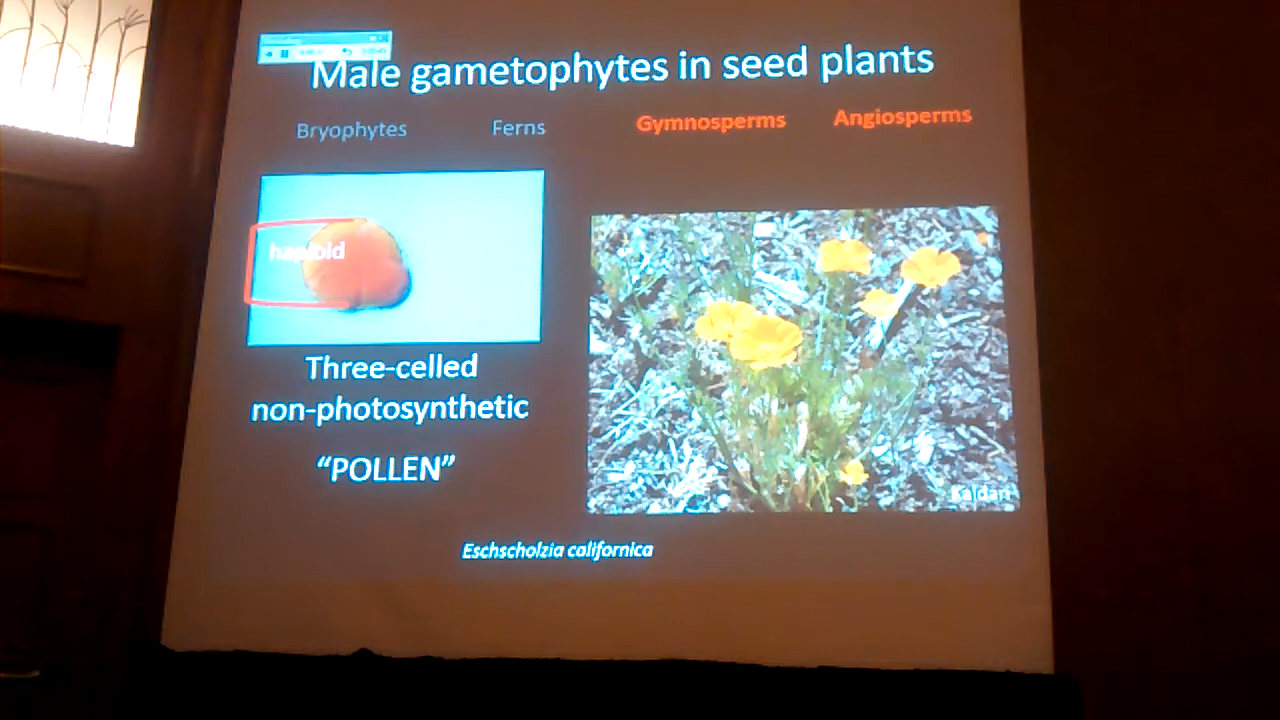 Male gametophytes in seed plants
Bryophytes Ferns Gymnosperms Angiosperms
haploid
Three-celled
non-photosynthetic
“POLLEN”
Kaldari
Eschscholzia californica